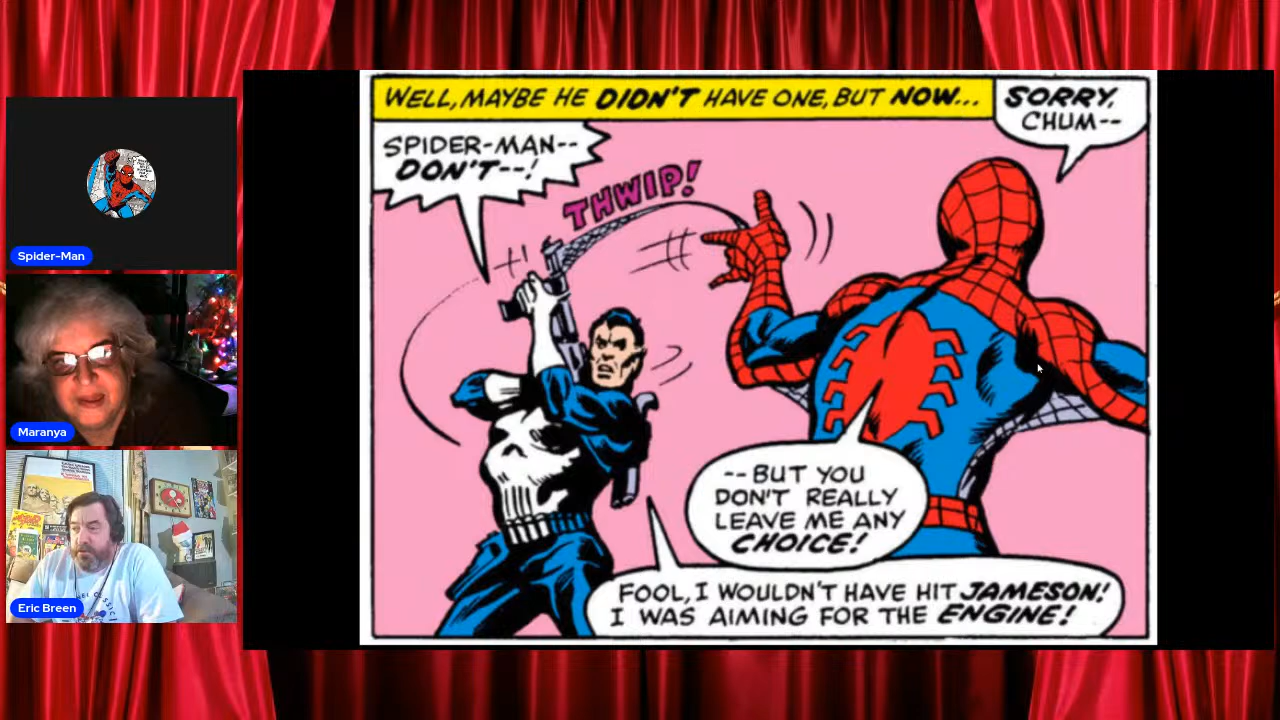 WELL, MAYBE HE DIDN'T HAVE ONE, BUT NOW...
SORRY,
CHUM--
SPIDER-MAN--
DON'T--!
THWIP!
--BUT YOU
DON'T REALLY
LEAVE ME ANY
CHOICE!
FOOL, I WOULDN'T HAVE HIT JAMESON!
I WAS AIMING FOR THE ENGINE!
Spider-Man
Maranya
Eric Breen